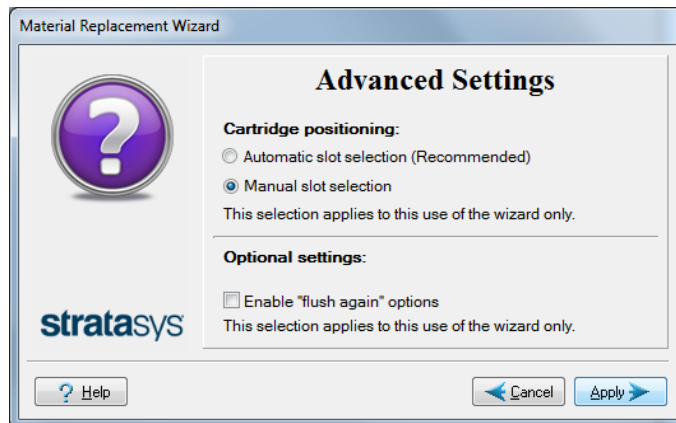 Material Replacement Wizard
Advanced Settings
Cartridge positioning:
Automatic slot selection (Recommended)
Manual slot selection
This selection applies to this use of the wizard only.
Optional settings:
Enable "flush again" options
This selection applies to this use of the wizard only.
stratasys
? Help
Cancel
Apply